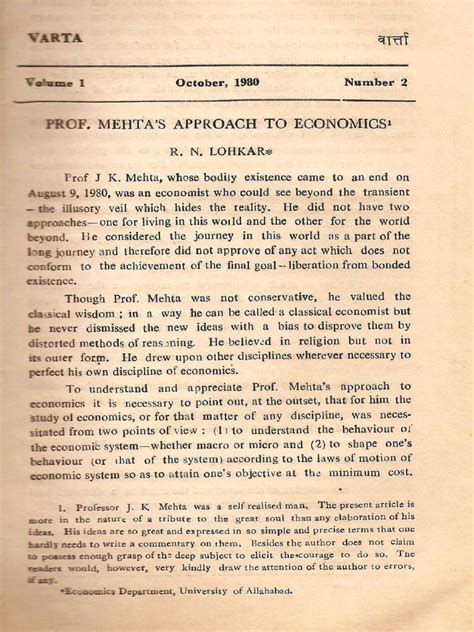 VARTA
वार्त्ता
Volume 1 October, 1980 Number 2
PROF. MEHTA'S APPROACH TO ECONOMICS¹
R. N. LOHKAR*
Prof J K. Mehta, whose bodily existence came to an end on
August 9, 1980, was an economist who could see beyond the transient
— the illusory veil which hides the reality. He did not have two
approaches—one for living in this world and the other for the world
beyond. He considered the journey in this world as a part of the
long journey and therefore did not approve of any act which does not
conform to the achievement of the final goal—liberation from bonded
existence.
Though Prof. Mehta was not conservative, he valued the
classical wisdom ; in a way he can be called a classical economist but
he never dismissed the new ideas with a bias to disprove them by
distorted methods of reasoning. He believed in religion but not in
its outer form. He drew upon other disciplines wherever necessary to
perfect his own discipline of economics.
To understand and appreciate Prof. Mehta's approach to
economics it is necessary to point out, at the outset, that for him the
study of economics, or for that matter of any discipline, was neces-
sitated from two points of view : (1) to understand the behaviour of
the economic system—whether macro or micro and (2) to shape one's
behaviour (or that of the system) according to the laws of motion of
economic system so as to attain one's objective at the minimum cost.
1. Professor J. K Mehta was a self realised man. The present article is
more in the nature of a tribute to the great soul than any elaboration of his
ideas. His ideas are so great and expressed in so simple and precise terms that one
hardly needs to write a commentary on them. Besides the author does not claim
to possess enough grasp of the deep subject to elicit the courage to do so. The
readers would, however, very kindly draw the attention of the author to errors,
if any.
*Economics Department, University of Allahabad.